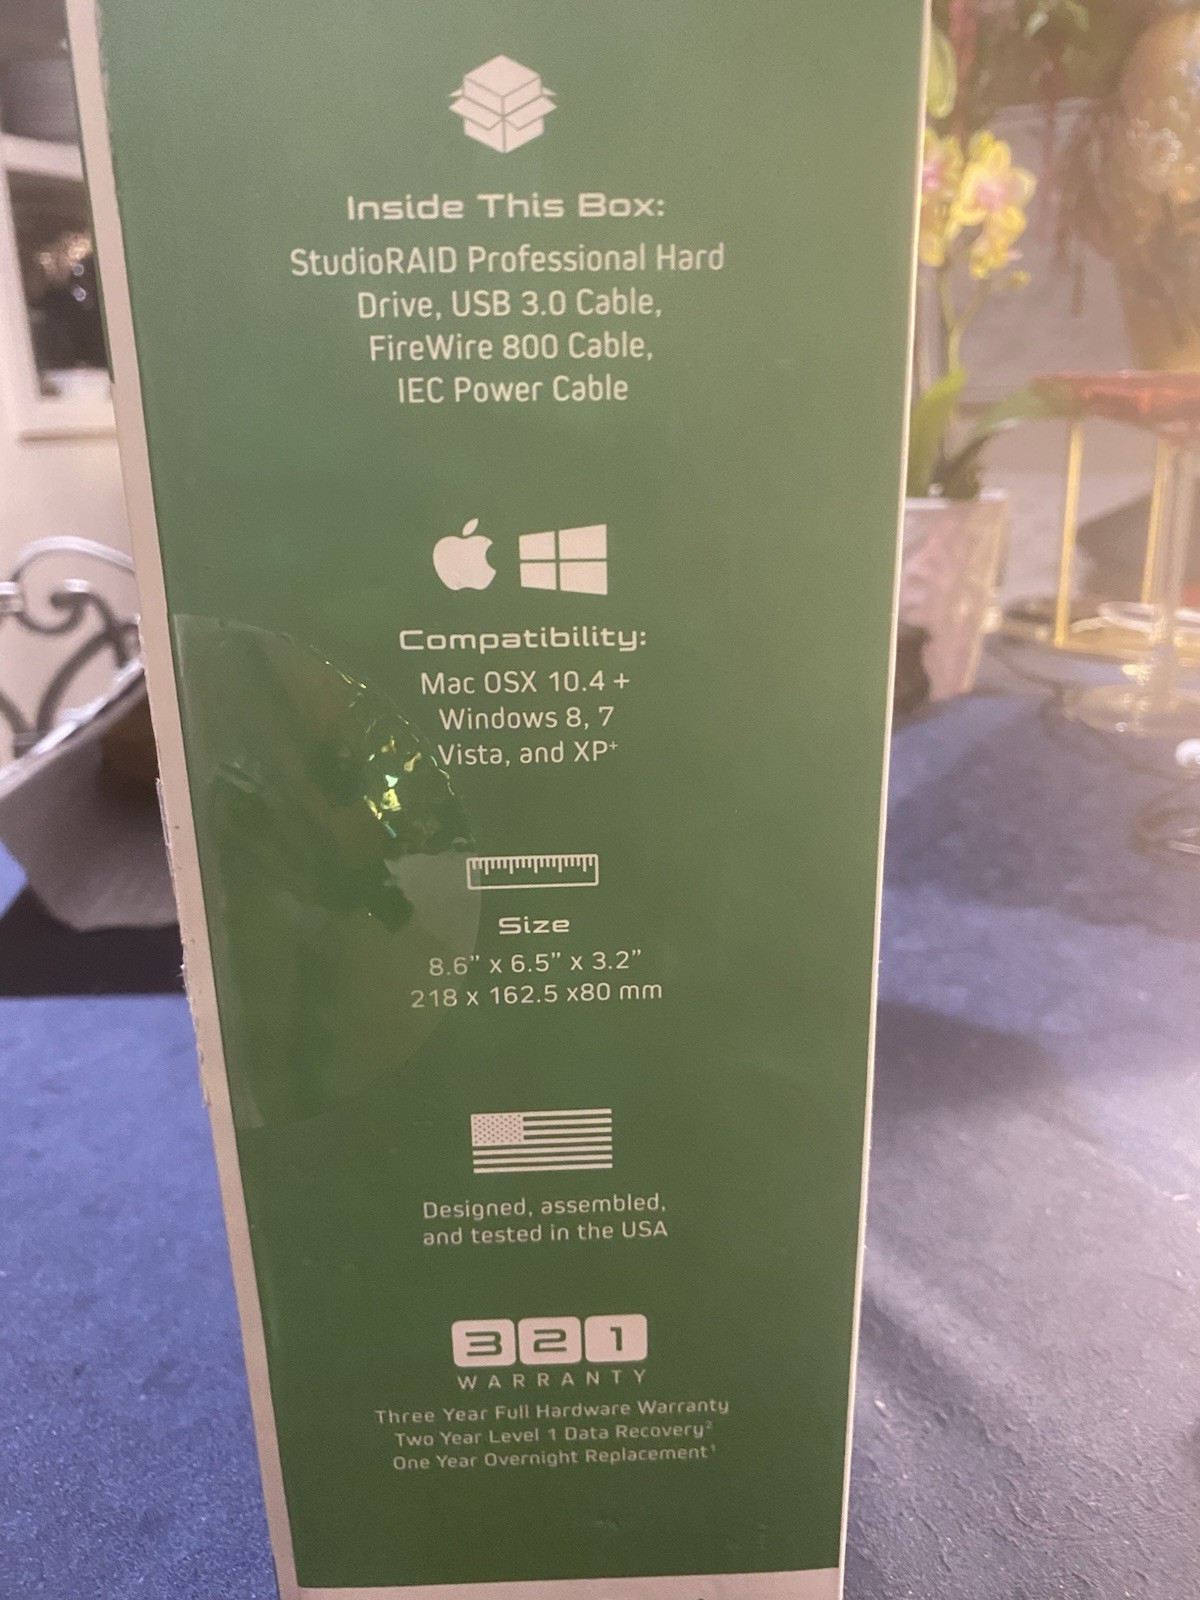 Inside This Box:
StudioRAID Professional Hard
Drive, USB 3.0 Cable,
FireWire 800 Cable,
IEC Power Cable
Compatibility:
Mac OSX 10.4 +
Windows 8, 7
Vista, and XP⁺
Size
8.6” x 6.5” x 3.2”
218 x 162.5 x80 mm
Designed, assembled,
and tested in the USA
3 2 1
WARRANTY
Three Year Full Hardware Warranty
Two Year Level 1 Data Recovery²
One Year Overnight Replacement¹